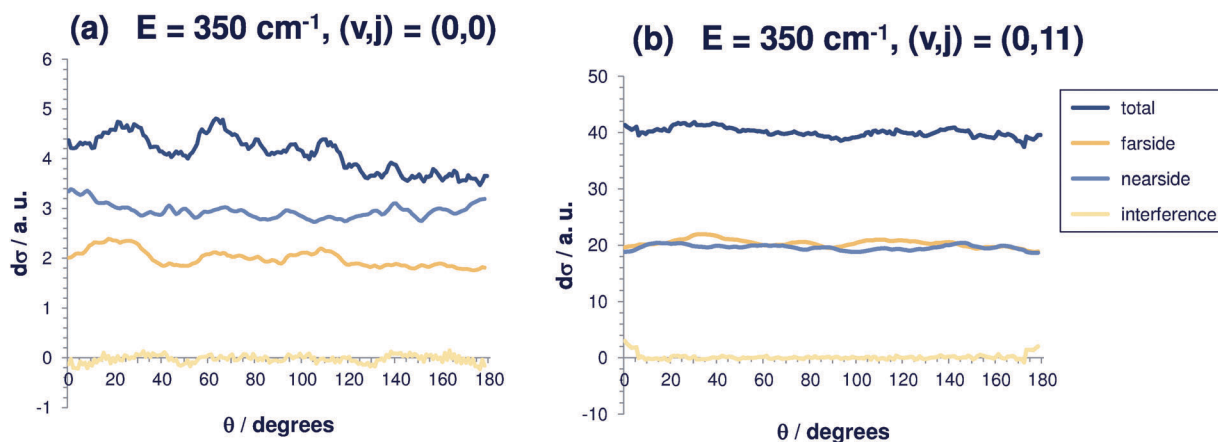 (a) E = 350 cm-1, (v,j) = (0,0)
6
5
4
3
2
1
0
-1
dσ / a. u.
0 20 40 60 80 100 120 140 160 180
θ / degrees
(b) E = 350 cm-1, (v,j) = (0,11)
50
40
30
20
10
0
-10
dσ / a. u.
0 20 40 60 80 100 120 140 160 180
θ / degrees
total
farside
nearside
interference